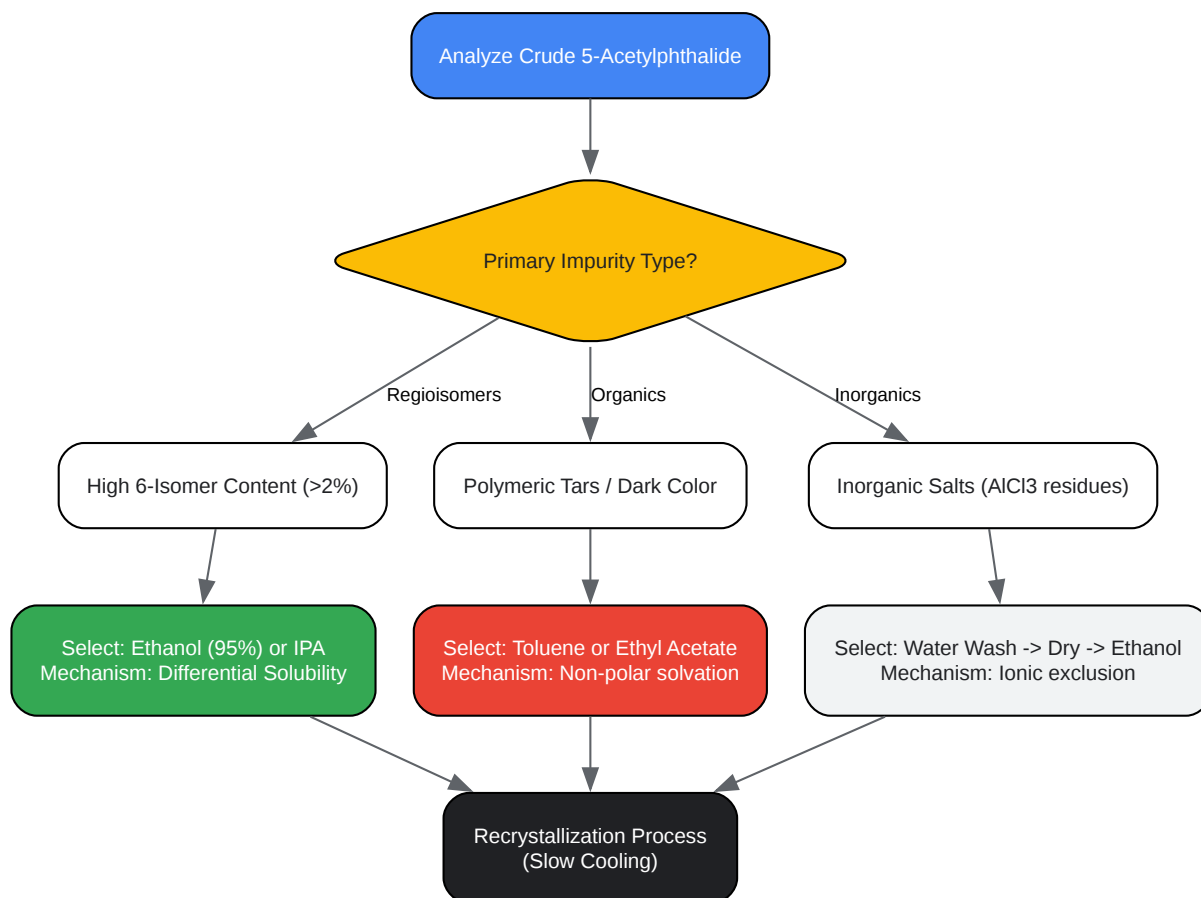 Analyze Crude 5-Acetylphthalide
Primary Impurity Type?
Regioisomers
Organics
Inorganics
High 6-Isomer Content (>2%)
Polymeric Tars / Dark Color
Inorganic Salts (AlCl3 residues)
Select: Ethanol (95%) or IPA
Mechanism: Differential Solubility
Select: Toluene or Ethyl Acetate
Mechanism: Non-polar solvation
Select: Water Wash -> Dry -> Ethanol
Mechanism: Ionic exclusion
Recrystallization Process
(Slow Cooling)